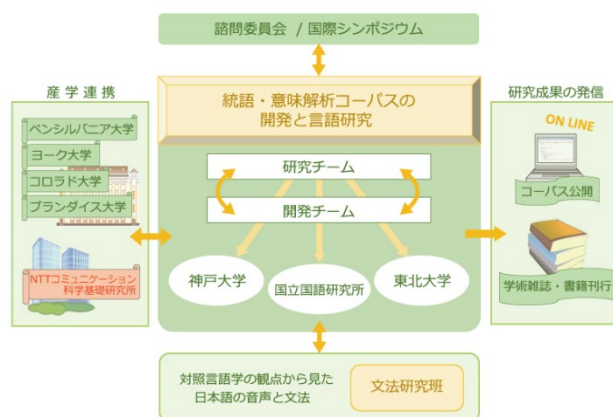 諮問委員会 / 国際シンポジウム
産学連携
ペンシルバニア大学
ヨーク大学
コロラド大学
ブランダイス大学
NTTコミュニケーション
科学基礎研究所
統語・意味解析コーパスの
開発と言語研究
研究チーム
開発チーム
神戸大学
国立国語研究所
東北大学
研究成果の発信
ON LINE
コーパス公開
学術雑誌・書籍刊行
対照言語学の観点から見た
日本語の音声と文法
文法研究班